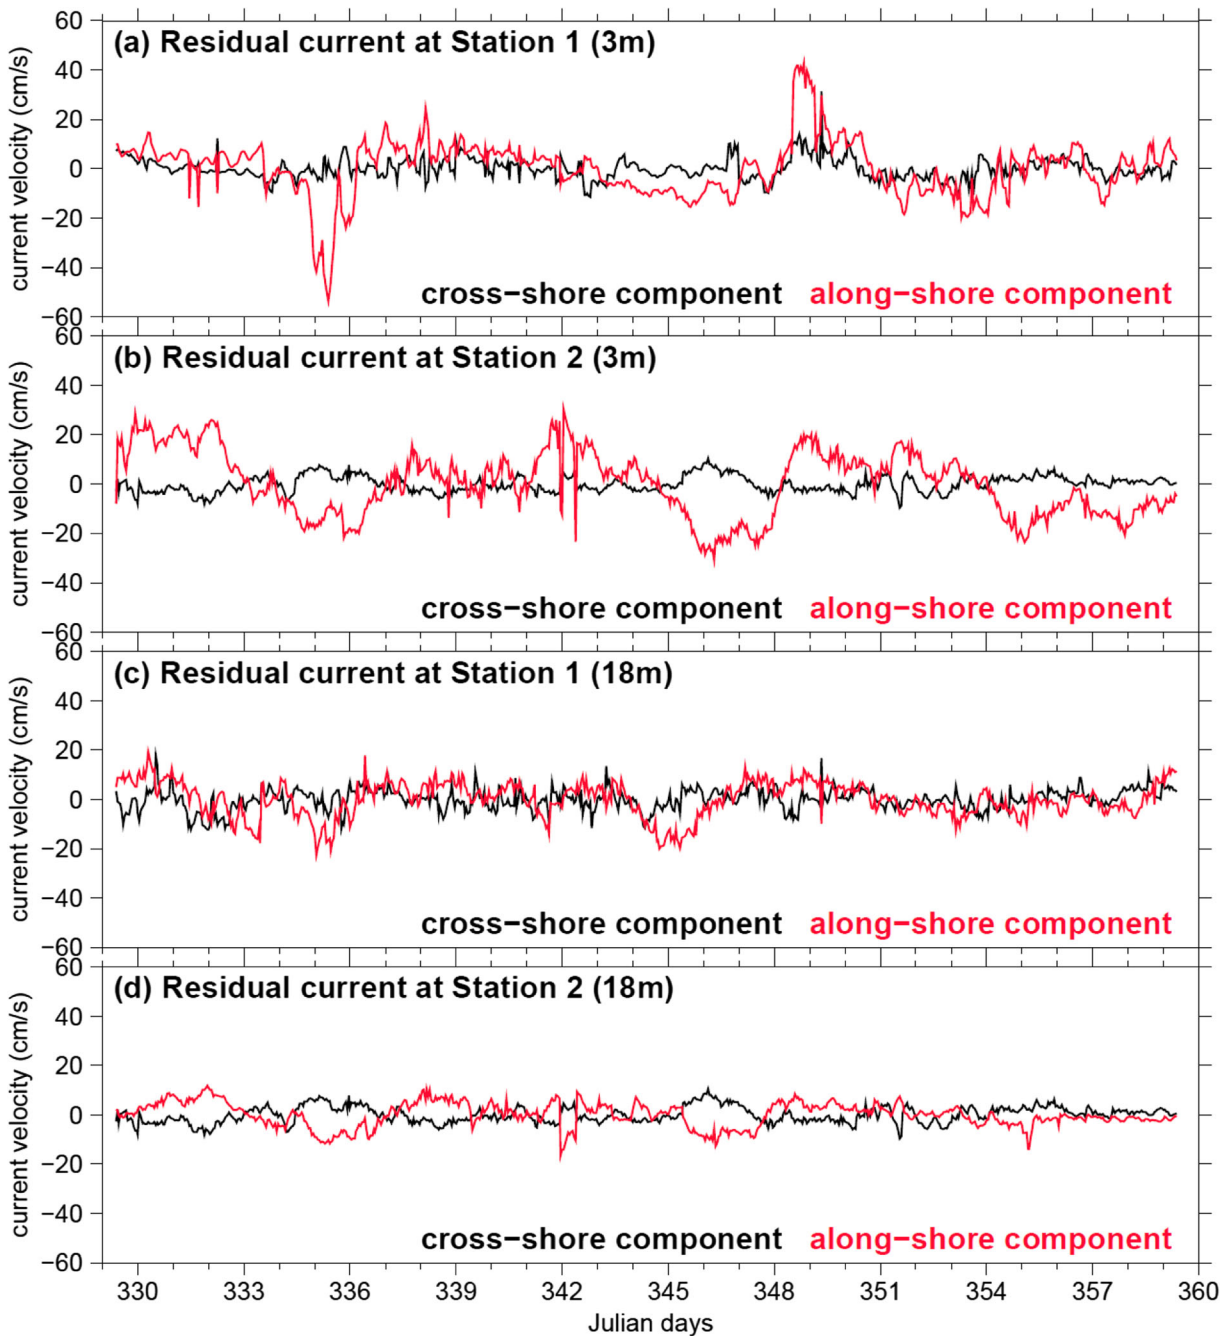 (a) Residual current at Station 1 (3m)
60
40
20
0
−20
−40
−60
current velocity (cm/s)
cross−shore component along−shore component
(b) Residual current at Station 2 (3m)
60
40
20
0
−20
−40
−60
current velocity (cm/s)
cross−shore component along−shore component
(c) Residual current at Station 1 (18m)
60
40
20
0
−20
−40
−60
current velocity (cm/s)
cross−shore component along−shore component
(d) Residual current at Station 2 (18m)
60
40
20
0
−20
−40
−60
current velocity (cm/s)
cross−shore component along−shore component
330 333 336 339 342 345 348 351 354 357 360
Julian days